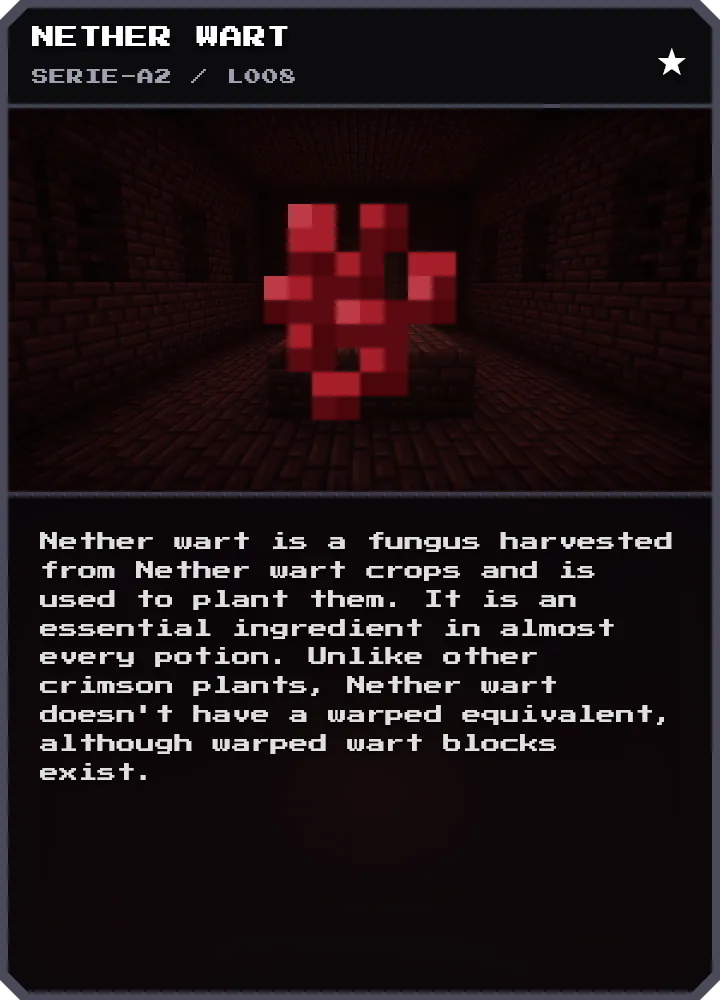 NETHER WART
SERIE-A2 / L008
Nether wart is a fungus harvested
from Nether wart crops and is
used to plant them. It is an
essential ingredient in almost
every potion. Unlike other
crimson plants, Nether wart
doesn't have a warped equivalent,
although warped wart blocks
exist.